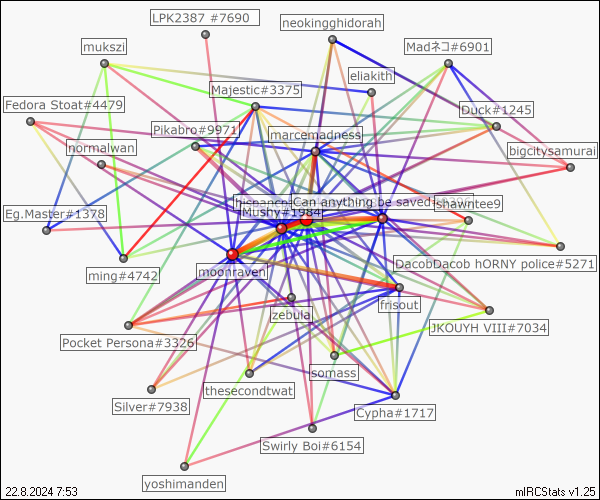 LPK2387 #7690
neokingghidorah
mukszi
Madネコ#6901
eliakith
Majestic#3375
Fedora Stoat#4479
Duck#1245
Pikabro#9971
marcemadness
normalwan
bigcitysamurai
Can anything be saved
shawntee9
Mushy#1984
Eg.Master#1378
DacobDacob hORNY police#5271
ming#4742
moonraven
frisout
zebula
JKOUYH VIII#7034
Pocket Persona#3326
somass
thesecondtwat
Silver#7938
Cypha#1717
Swirly Boi#6154
yoshimanden
22.8.2024 7:53
mIRCStats v1.25